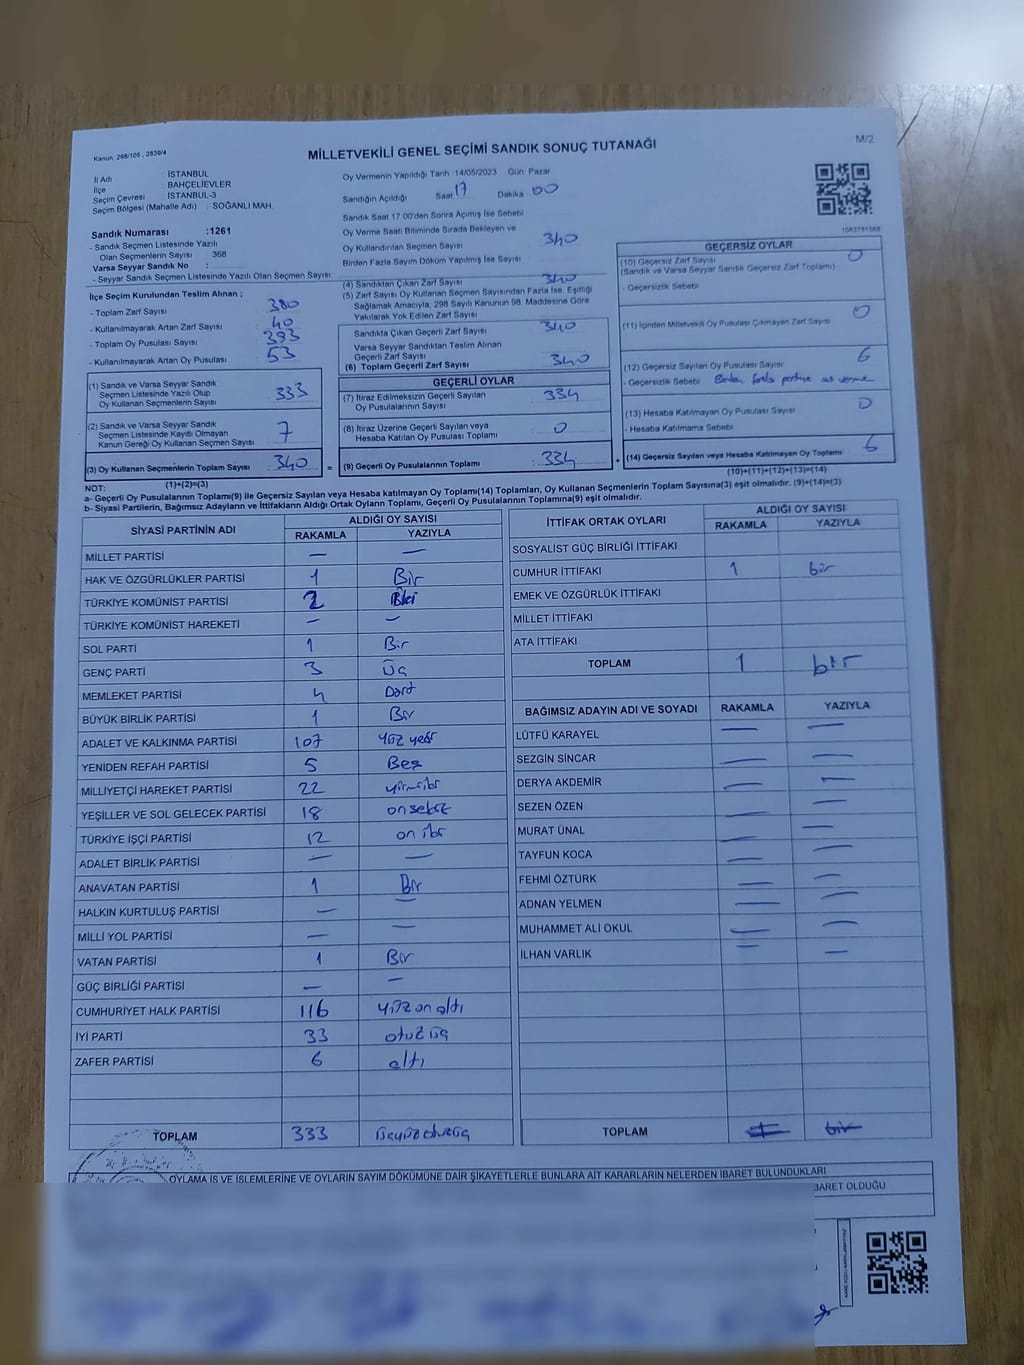 Kanun: 298/105 , 2839/4
M/2
MİLLETVEKİLİ GENEL SEÇİMİ SANDIK SONUÇ TUTANAĞI
İl Adı : İSTANBUL
İlçe : BAHÇELİEVLER
Seçim Çevresi : İSTANBUL-3
Seçim Bölgesi (Mahalle Adı) : SOĞANLI MAH.
Sandık Numarası :1261
- Sandık Seçmen Listesinde Yazılı
Olan Seçmenlerin Sayısı 368
Varsa Seyyar Sandık No :
- Seyyar Sandık Seçmen Listesinde Yazılı Olan Seçmen Sayısı:
Oy Vermenin Yapıldığı Tarih 14/05/2023 Gün Pazar
Sandığın Açıldığı Saat 17 Dakika 00
Sandık Saat 17.00'den Sonra Açılmış İse Sebebi
Oy Verme Saati Bitiminde Sırada Bekleyen ve
Oy Kullandırılan Seçmen Sayısı 340
Birden Fazla Sayım Döküm Yapılmış İse Sayısı
İlçe Seçim Kurulundan Teslim Alınan ;
- Toplam Zarf Sayısı 380
- Kullanılmayarak Artan Zarf Sayısı 40
- Toplam Oy Pusulası Sayısı 393
- Kullanılmayarak Artan Oy Pusulası 53
(4) Sandıktan Çıkan Zarf Sayısı 340
(5) Zarf Sayısı Oy Kullanan Seçmen Sayısından Fazla İse, Eşitliği
Sağlamak Amacıyla, 298 Sayılı Kanunun 98. Maddesine Göre
Yakılarak Yok Edilen Zarf Sayısı
Sandıkta Çıkan Geçerli Zarf Sayısı 340
Varsa Seyyar Sandıktan Teslim Alınan
Geçerli Zarf Sayısı
(6) Toplam Geçerli Zarf Sayısı 340
1083781588
GEÇERSİZ OYLAR
(10) Geçersiz Zarf Sayısı 0
(Sandık ve Varsa Seyyar Sandık Geçersiz Zarf Toplamı)
- Geçersizlik Sebebi
(11) İçinden Milletvekili Oy Pusulası Çıkmayan Zarf Sayısı 0
(12) Geçersiz Sayılan Oy Pusulası Sayısı 6
- Geçersizlik Sebebi Birden fazla partiye oy verme
(13) Hesaba Katılmayan Oy Pusulası Sayısı 0
- Hesaba Katılmama Sebebi
(14) Geçersiz Sayılan veya Hesaba Katılmayan Oy Toplamı 6
(10)+(11)+(12)+(13)=(14)
(1) Sandık ve Varsa Seyyar Sandık
Seçmen Listesinde Yazılı Olup
Oy Kullanan Seçmenlerin Sayısı 333
(2) Sandık ve Varsa Seyyar Sandık
Seçmen Listesinde Kayıtlı Olmayan
Kanun Gereği Oy Kullanan Seçmen Sayısı 7
(3) Oy Kullanan Seçmenlerin Toplam Sayısı 340 =
(1)+(2)=(3)
GEÇERLİ OYLAR
(7) İtiraz Edilmeksizin Geçerli Sayılan
Oy Pusulalarının Sayısı 334
(8) İtiraz Üzerine Geçerli Sayılan veya
Hesaba Katılan Oy Pusulası Toplamı 0
(9) Geçerli Oy Pusulalarının Toplamı 334 +
NOT:
a- Geçerli Oy Pusulalarının Toplamı(9) ile Geçersiz Sayılan veya Hesaba katılmayan Oy Toplamı(14) Toplamları, Oy Kullanan Seçmenlerin Toplam Sayısına(3) eşit olmalıdır. (9)+(14)=(3)
b- Siyasi Partilerin, Bağımsız Adayların ve İttifakların Aldığı Ortak Oyların Toplamı, Geçerli Oy Pusulalarının Toplamına(9) eşit olmalıdır.
SİYASİ PARTİNİN ADI ALDIĞI OY SAYISI
RAKAMLA YAZIYLA
MİLLET PARTİSİ — —
HAK VE ÖZGÜRLÜKLER PARTİSİ 1 Bir
TÜRKİYE KOMÜNİST PARTİSİ 2 İki
TÜRKİYE KOMÜNİST HAREKETİ — —
SOL PARTİ 1 Bir
GENÇ PARTİ 3 Üç
MEMLEKET PARTİSİ 4 Dört
BÜYÜK BİRLİK PARTİSİ 1 Bir
ADALET VE KALKINMA PARTİSİ 107 yüz yedi
YENİDEN REFAH PARTİSİ 5 Beş
MİLLİYETÇİ HAREKET PARTİSİ 22 yirmi iki
YEŞİLLER VE SOL GELECEK PARTİSİ 18 onsekiz
TÜRKİYE İŞÇİ PARTİSİ 12 on iki
ADALET BİRLİK PARTİSİ — —
ANAVATAN PARTİSİ 1 Bir
HALKIN KURTULUŞ PARTİSİ — —
MİLLİ YOL PARTİSİ — —
VATAN PARTİSİ 1 Bir
GÜÇ BİRLİĞİ PARTİSİ — —
CUMHURİYET HALK PARTİSİ 116 yüz on altı
İYİ PARTİ 33 otuz üç
ZAFER PARTİSİ 6 altı
TOPLAM 333 üçyüzotuzüç
İTTİFAK ORTAK OYLARI ALDIĞI OY SAYISI
RAKAMLA YAZIYLA
SOSYALIST GÜÇ BİRLİĞİ İTTİFAKI
CUMHUR İTTİFAKI 1 bir
EMEK VE ÖZGÜRLÜK İTTİFAKI
MİLLET İTTİFAKI
ATA İTTİFAKI
TOPLAM 1 bir
BAĞIMSIZ ADAYIN ADI VE SOYADI RAKAMLA YAZIYLA
LÜTFÜ KARAYEL — —
SEZGİN SİNCAR — —
DERYA AKDEMİR — —
SEZEN ÖZEN — —
MURAT ÜNAL — —
TAYFUN KOCA — —
FEHMİ ÖZTÜRK — —
ADNAN YELMEN — —
MUHAMMET ALİ OKUL — —
İLHAN VARLIK — —
TOPLAM 1 bir
OYLAMA İŞ VE İŞLEMLERİNE VE OYLARIN SAYIM DÖKÜMÜNE DAİR ŞİKAYETLERLE BUNLARA AİT KARARLARIN NELERDEN İBARET BULUNDUKLARI
BARET OLDUĞU